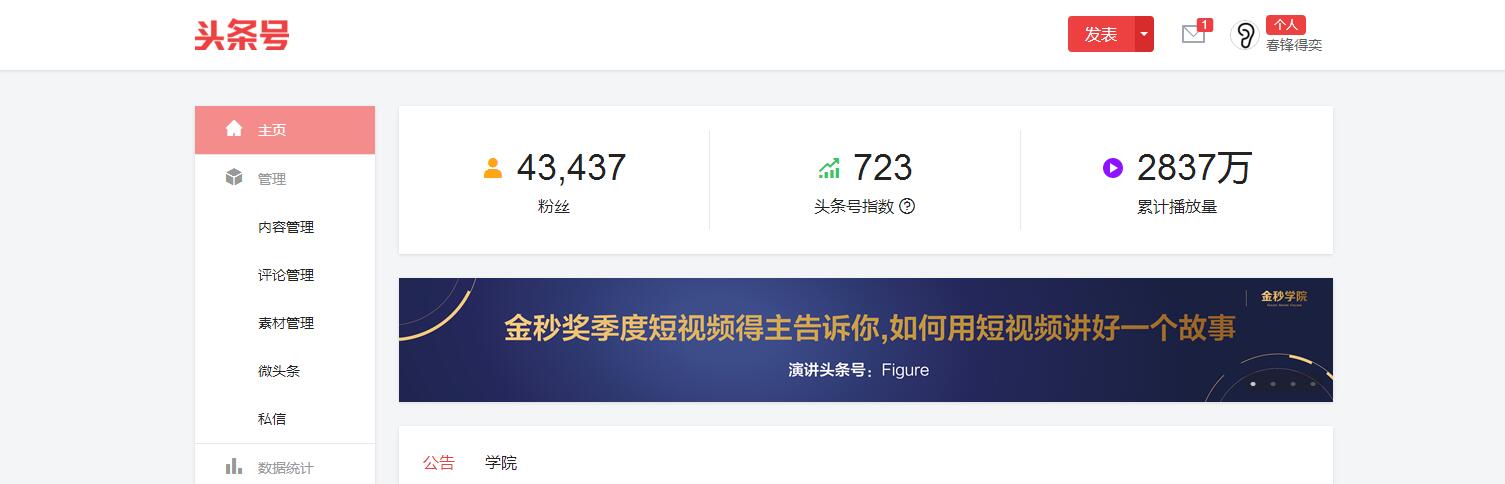 头条号
发表
1
个人
春锋得奕
主页
管理
内容管理
评论管理
素材管理
微头条
私信
数据统计
43,437
粉丝
723
头条号指数
2837万
累计播放量
金秒学院
金秒奖季度短视频得主告诉你,如何用短视频讲好一个故事
演讲头条号：Figure
公告 学院